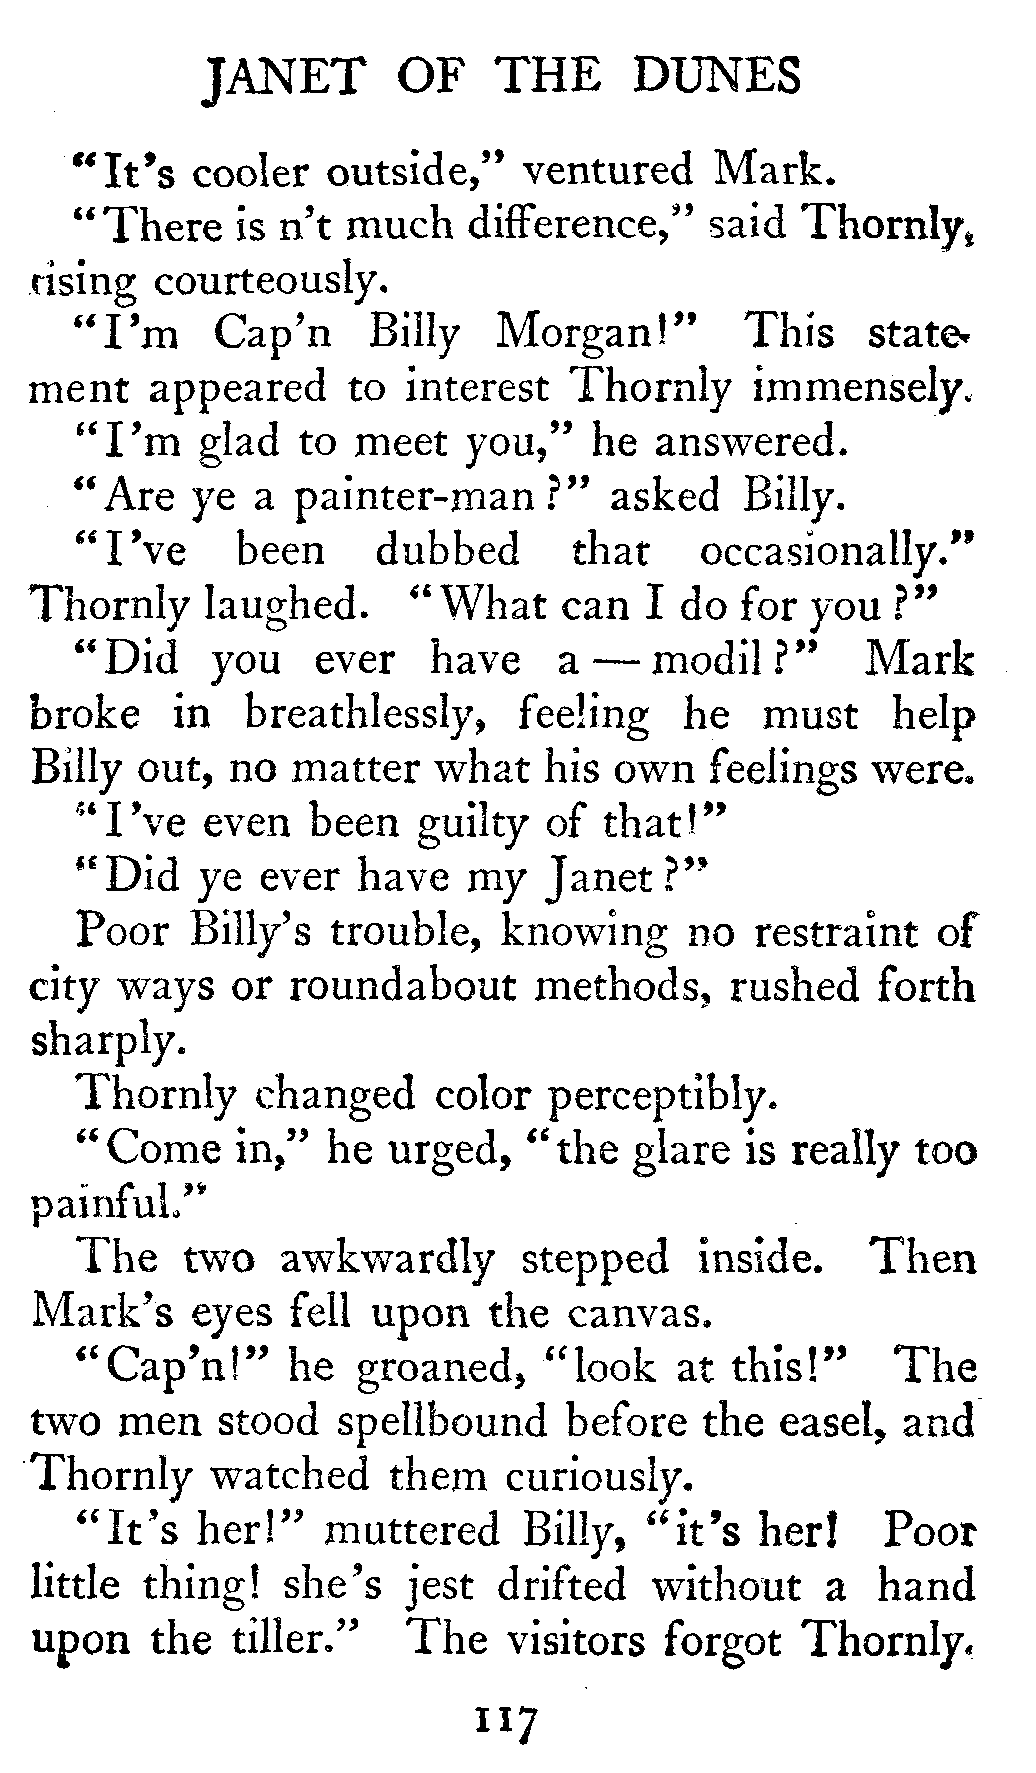 JANET OF THE DUNES
"It's cooler outside," ventured Mark.
"There is n't much difference," said Thornly,
rising courteously.
"I'm Cap'n Billy Morgan!" This state-
ment appeared to interest Thornly immensely.
"I'm glad to meet you," he answered.
"Are ye a painter-man?" asked Billy.
"I've been dubbed that occasionally."
Thornly laughed. "What can I do for you?"
"Did you ever have a — modil?" Mark
broke in breathlessly, feeling he must help
Billy out, no matter what his own feelings were.
"I've even been guilty of that!"
"Did ye ever have my Janet?"
Poor Billy's trouble, knowing no restraint of
city ways or roundabout methods, rushed forth
sharply.
Thornly changed color perceptibly.
"Come in," he urged, "the glare is really too
painful."
The two awkwardly stepped inside. Then
Mark's eyes fell upon the canvas.
"Cap'n!" he groaned, "look at this!" The
two men stood spellbound before the easel, and
Thornly watched them curiously.
"It's her!" muttered Billy, "it's her! Poor
little thing! she's jest drifted without a hand
upon the tiller." The visitors forgot Thornly.
117